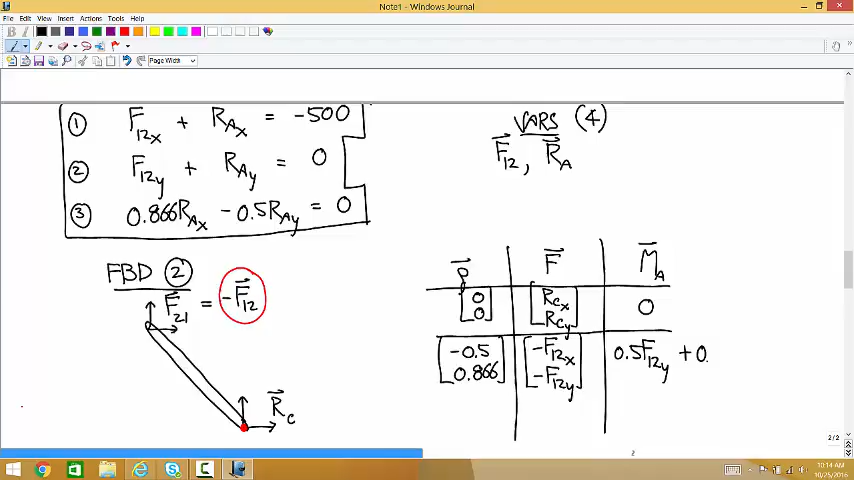 Note1 - Windows Journal
File Edit View Insert Actions Tools Help
B I
Page Width
① F12x + RAx = -500
② F12y + RAy = 0
③ 0.866RAx - 0.5RAy = 0
VARS (4)
F12, RA
FBD ②
F21 = -F12
RC
ρ F MA
[0 0] [RCx RCy] 0
[-0.5 0.866] [-F12x -F12y] 0.5F12y + 0.
2
2/2
10:14 AM
10/25/2016